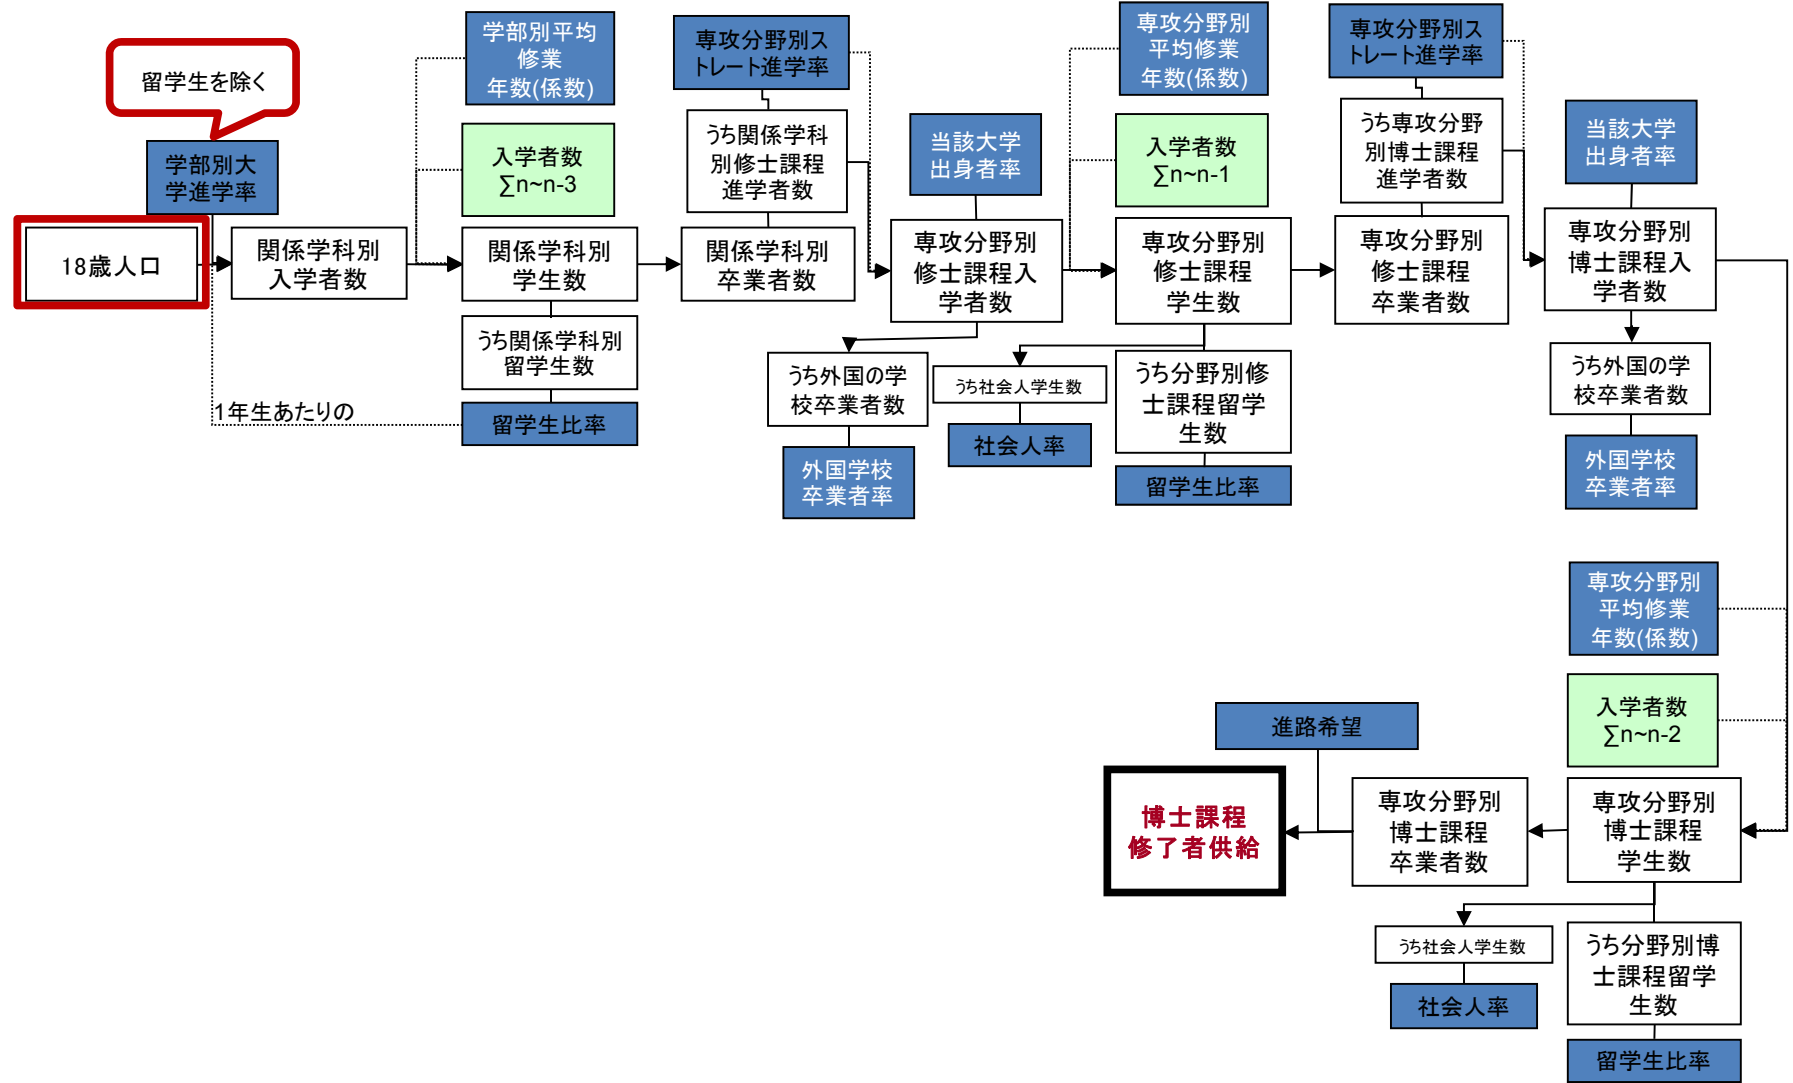 留学生を除く
学部別大
学進学率
18歳人口
関係学科別
入学者数
学部別平均
修業
年数(係数)
入学者数
∑n~n-3
関係学科別
学生数
うち関係学科別
留学生数
1年生あたりの
留学生比率
専攻分野別ス
トレート進学率
うち関係学科
別修士課程
進学者数
関係学科別
卒業者数
当該大学
出身者率
専攻分野別
修士課程入
学者数
うち外国の学
校卒業者数
外国学校
卒業者率
専攻分野別
平均修業
年数(係数)
入学者数
∑n~n-1
専攻分野別
修士課程
学生数
うち社会人学生数
社会人率
うち分野別修
士課程留学
生数
留学生比率
専攻分野別ス
トレート進学率
うち専攻分野
別博士課程
進学者数
専攻分野別
修士課程
卒業者数
当該大学
出身者率
専攻分野別
博士課程入
学者数
うち外国の学
校卒業者数
外国学校
卒業者率
専攻分野別
平均修業
年数(係数)
入学者数
∑n~n-2
専攻分野別
博士課程
学生数
進路希望
専攻分野別
博士課程
卒業者数
博士課程
修了者供給
うち社会人学生数
社会人率
うち分野別博
士課程留学
生数
留学生比率